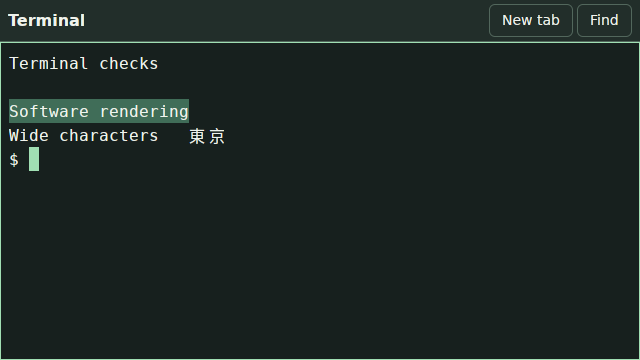 Terminal
New tab
Find
Terminal checks
Software rendering
Wide characters 東京
$